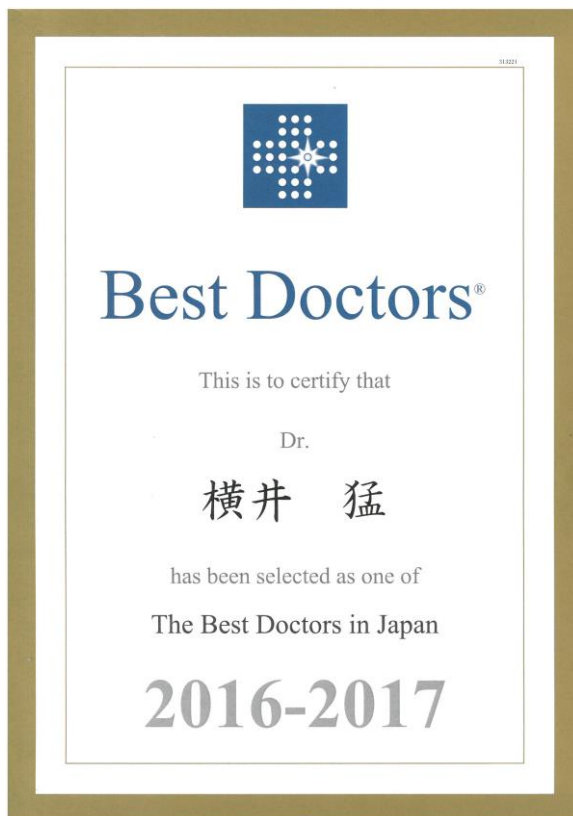 Best Doctors®
This is to certify that
Dr.
横井 猛
has been selected as one of
The Best Doctors in Japan
2016-2017